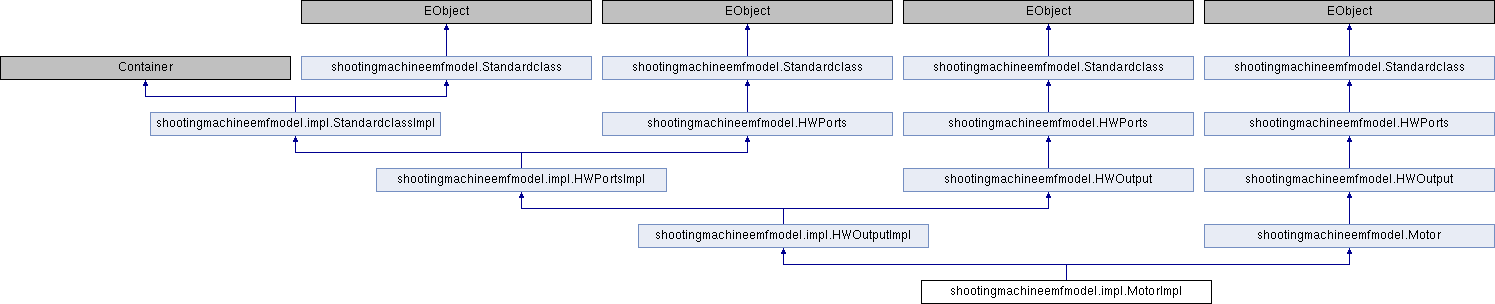 EObject
EObject
EObject
EObject
Container
shootingmachineemfmodel.Standardclass
shootingmachineemfmodel.Standardclass
shootingmachineemfmodel.Standardclass
shootingmachineemfmodel.Standardclass
shootingmachineemfmodel.impl.StandardclassImpl
shootingmachineemfmodel.HWPorts
shootingmachineemfmodel.HWPorts
shootingmachineemfmodel.HWPorts
shootingmachineemfmodel.impl.HWPortsImpl
shootingmachineemfmodel.HWOutput
shootingmachineemfmodel.HWOutput
shootingmachineemfmodel.impl.HWOutputImpl
shootingmachineemfmodel.Motor
shootingmachineemfmodel.impl.MotorImpl